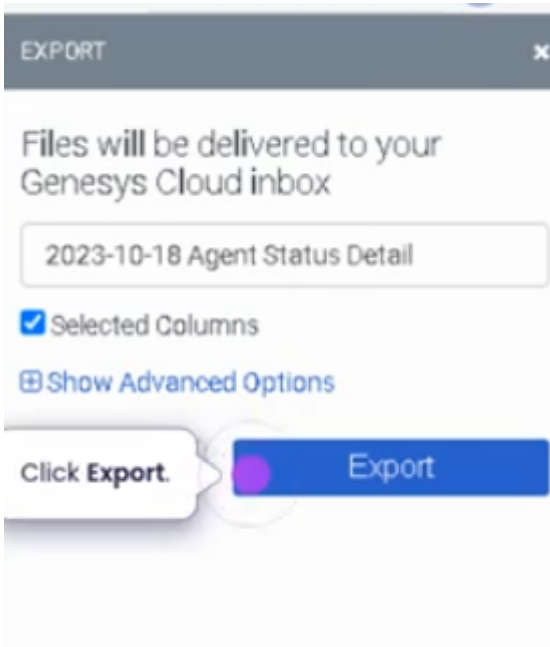 EXPORT
Files will be delivered to your
Genesys Cloud inbox
2023-10-18 Agent Status Detail
Selected Columns
Show Advanced Options
Click Export.
Export